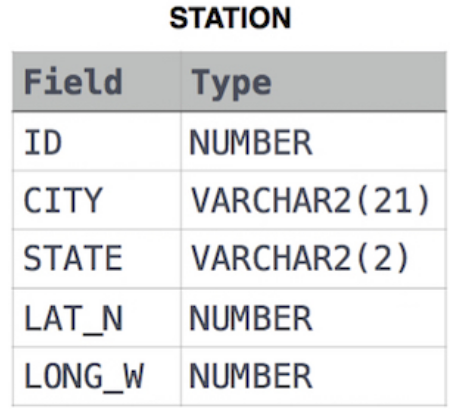 STATION
Field Type
ID NUMBER
CITY VARCHAR2(21)
STATE VARCHAR2(2)
LAT_N NUMBER
LONG_W NUMBER